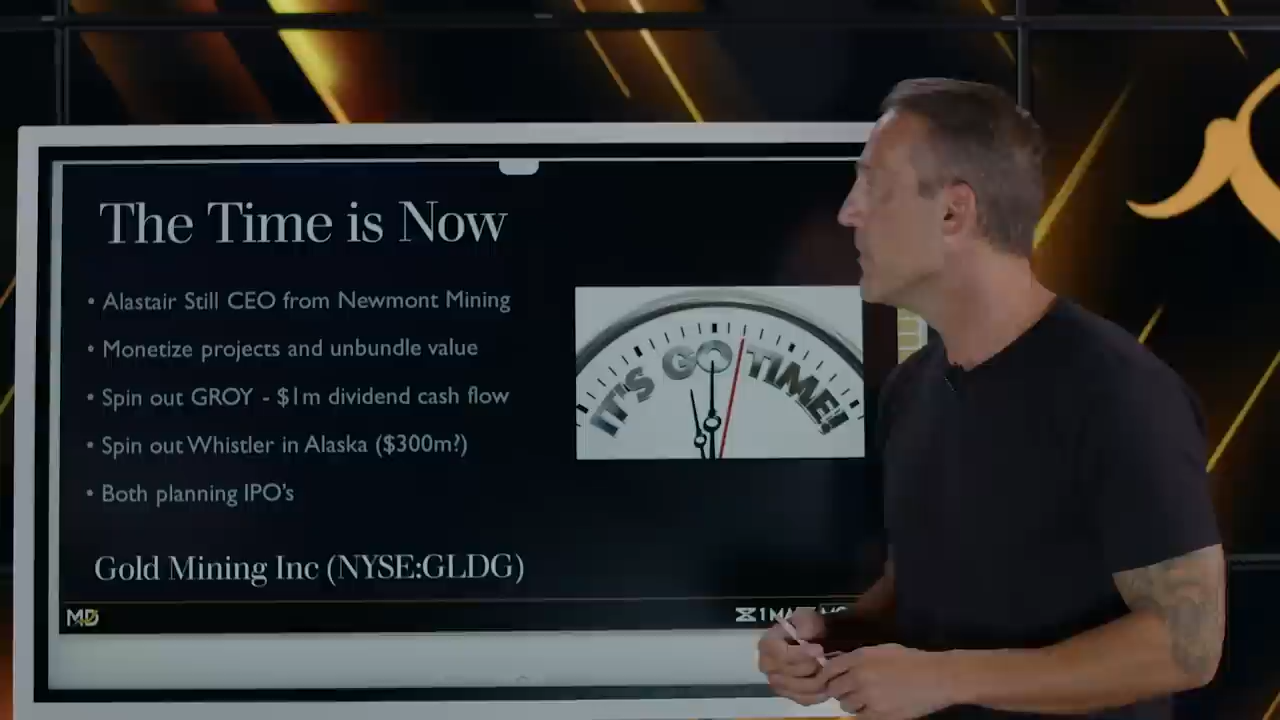 The Time is Now
• Alastair Still CEO from Newmont Mining
• Monetize projects and unbundle value
• Spin out GROY - $1m dividend cash flow
• Spin out Whistler in Alaska ($300m?)
• Both planning IPO's
IT'S GO TIME!
Gold Mining Inc (NYSE:GLDG)
MD